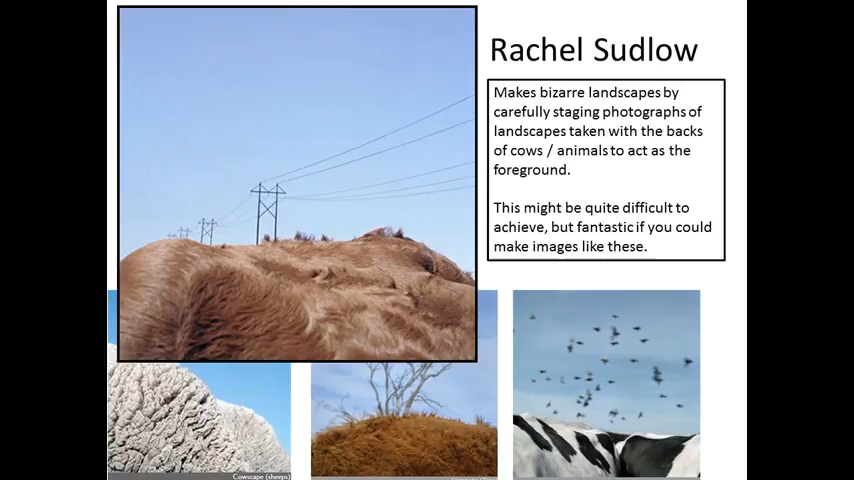 Rachel Sudlow
Makes bizarre landscapes by
carefully staging photographs of
landscapes taken with the backs
of cows / animals to act as the
foreground.
This might be quite difficult to
achieve, but fantastic if you could
make images like these.
Cowscape (sheeps)